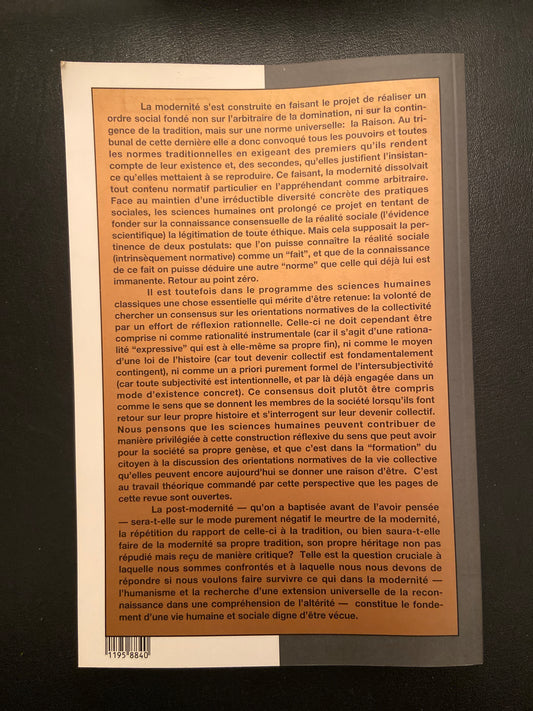 La modernité s'est construite en faisant le projet de réaliser un
ordre social fondé non sur l'arbitraire de la domination, ni sur la contin-
gence de la tradition, mais sur une norme universelle: la Raison. Au tri-
bunal de cette dernière elle a donc convoqué tous les pouvoirs et toutes
les normes traditionnelles en exigeant des premiers qu'ils rendent
compte de leur existence et, des secondes, qu'elles justifient l'insistan-
ce qu'elles mettaient à se reproduire. Ce faisant, la modernité dissolvait
tout contenu normatif particulier en l'appréhendant comme arbitraire.
Face au maintien d'une irréductible diversité concrète des pratiques
sociales, les sciences humaines ont prolongé ce projet en tentant de
fonder sur la connaissance consensuelle de la réalité sociale (l'évidence
scientifique) la légitimation de toute éthique. Mais cela supposait la per-
tinence de deux postulats: que l'on puisse connaître la réalité sociale
(intrinsèquement normative) comme un "fait", et que de la connaissance
de ce fait on puisse déduire une autre "norme" que celle qui déjà lui est
immanente. Retour au point zéro.
Il est toutefois dans le programme des sciences humaines
classiques une chose essentielle qui mérite d'être retenue: la volonté de
chercher un consensus sur les orientations normatives de la collectivité
par un effort de réflexion rationnelle. Celle-ci ne doit cependant être
comprise ni comme rationalité instrumentale (car il s'agit d'une rationa-
lité "expressive" qui est à elle-même sa propre fin), ni comme le moyen
d'une loi de l'histoire (car tout devenir collectif est fondamentalement
contingent), ni comme un a priori purement formel de l'intersubjectivité
(car toute subjectivité est intentionnelle, et par là déjà engagée dans un
mode d'existence concret). Ce consensus doit plutôt être compris
comme le sens que se donnent les membres de la société lorsqu'ils font
retour sur leur propre histoire et s'interrogent sur leur devenir collectif.
Nous pensons que les sciences humaines peuvent contribuer de
manière privilégiée à cette construction réflexive du sens que peut avoir
pour la société sa propre genèse, et que c'est dans la "formation" du
citoyen à la discussion des orientations normatives de la vie collective
qu'elles peuvent encore aujourd'hui se donner une raison d'être. C'est
au travail théorique commandé par cette perspective que les pages de
cette revue sont ouvertes.
La post-modernité — qu'on a baptisée avant de l'avoir pensée
— sera-t-elle sur le mode purement négatif le meurtre de la modernité,
la répétition du rapport de celle-ci à la tradition, ou bien saura-t-elle
faire de la modernité sa propre tradition, son propre héritage non pas
répudié mais reçu de manière critique? Telle est la question cruciale à
laquelle nous sommes confrontés et à laquelle nous nous devons de
répondre si nous voulons faire survivre ce qui dans la modernité —
l'humanisme et la recherche d'une extension universelle de la recon-
naissance dans une compréhension de l'altérité — constitue le fonde-
ment d'une vie humaine et sociale digne d'être vécue.
1195 8840